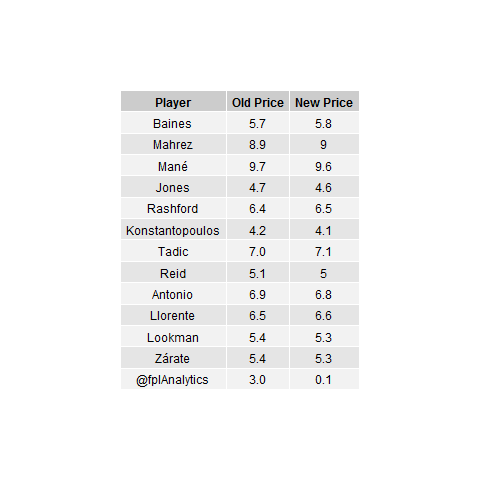 Player Old Price New Price
Baines 5.7 5.8
Mahrez 8.9 9
Mané 9.7 9.6
Jones 4.7 4.6
Rashford 6.4 6.5
Konstantopoulos 4.2 4.1
Tadic 7.0 7.1
Reid 5.1 5
Antonio 6.9 6.8
Llorente 6.5 6.6
Lookman 5.4 5.3
Zárate 5.4 5.3
@fplAnalytics 3.0 0.1